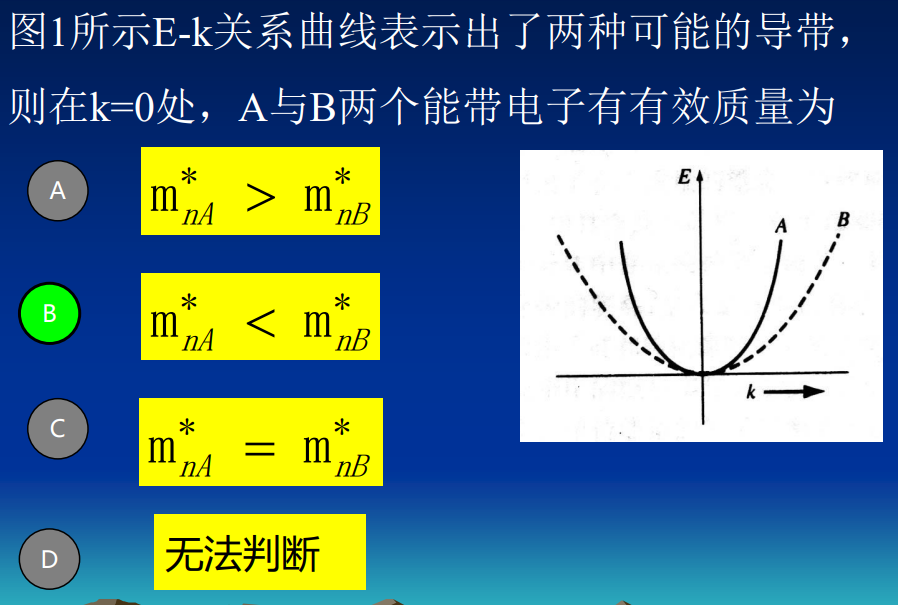 图1所示E-k关系曲线表示出了两种可能的导带，
则在k=0处，A与B两个能带电子有有效质量为
A
m*nA > m*nB
B
m*nA < m*nB
C
m*nA = m*nB
D
无法判断
E
A
B
k